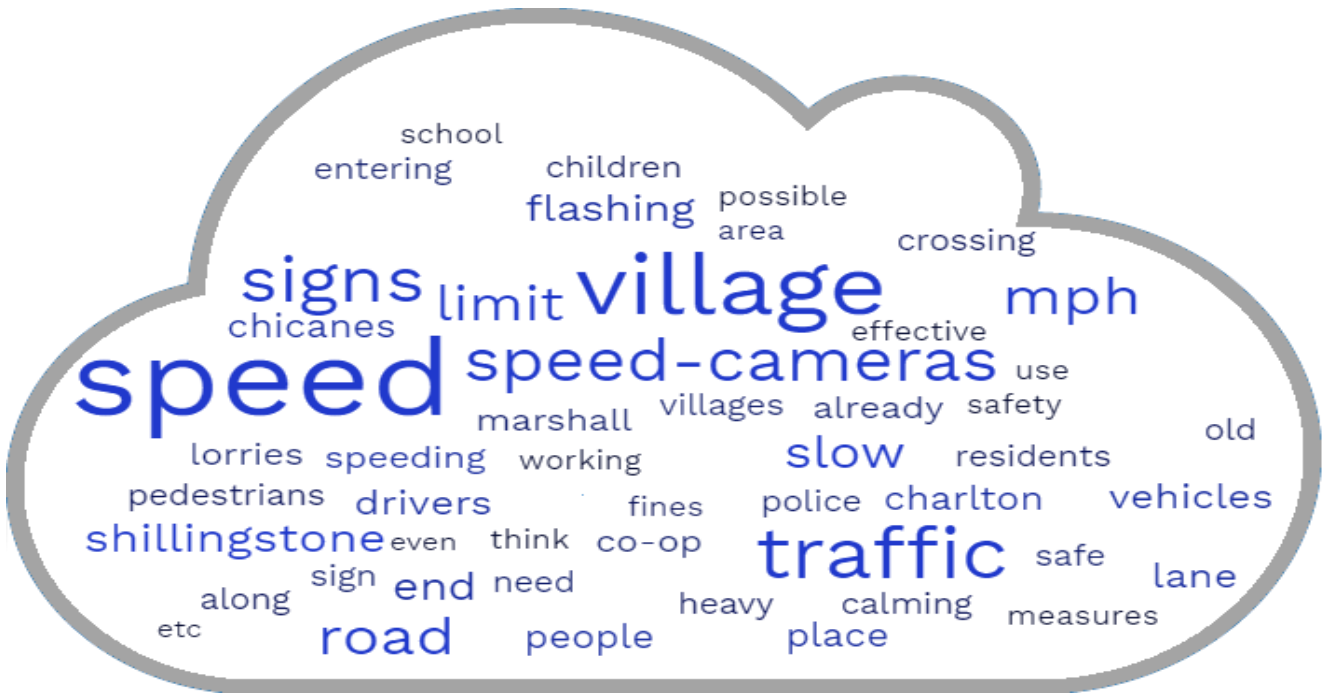 school
entering children
flashing possible
area
crossing
signs limit village mph
chicanes effective
speed speed-cameras use
marshall villages already safety
old
lorries speeding working slow residents
pedestrians drivers fines police charlton vehicles
shillingstone even think co-op traffic safe
sign end need lane
along heavy calming measures
etc road people place